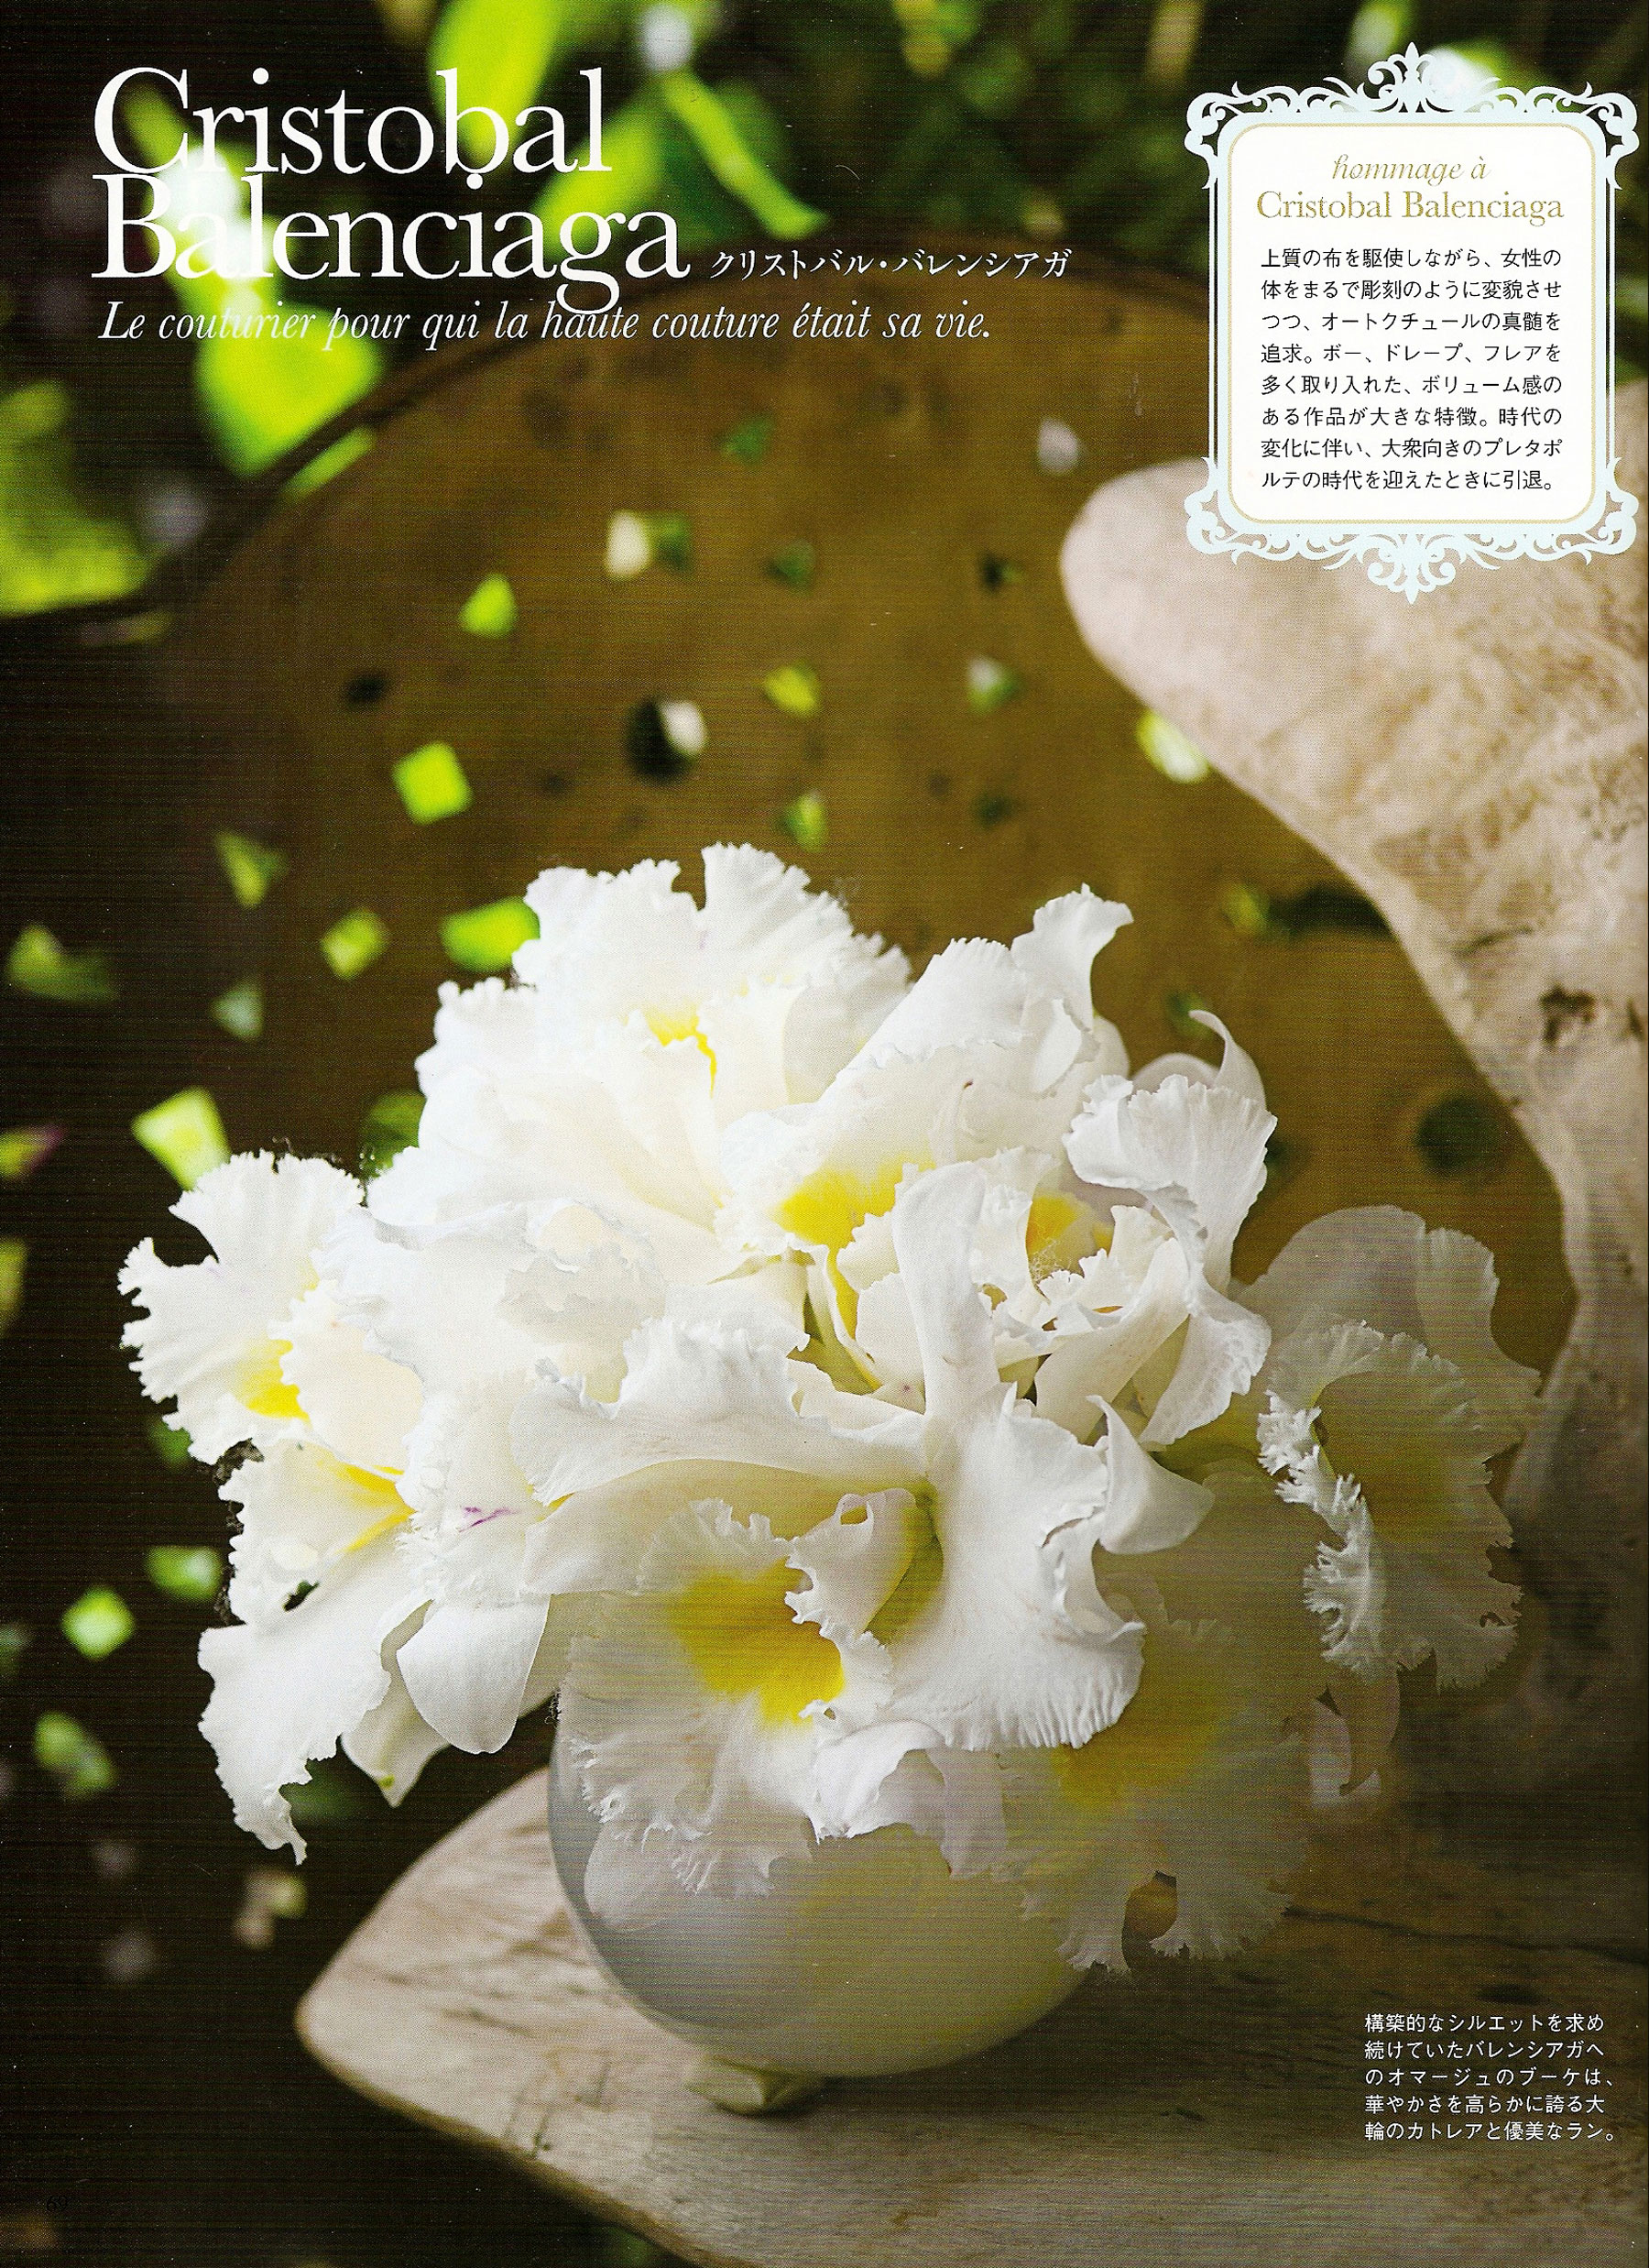 Cristobal
Balenciaga クリストバル・バレンシアガ
Le couturier pour qui la haute couture était sa vie.
hommage à
Cristobal Balenciaga
上質の布を駆使しながら、女性の
体をまるで彫刻のように変貌させ
つつ、オートクチュールの真髄を
追求。ボー、ドレープ、フレアを
多く取り入れた、ボリューム感の
ある作品が大きな特徴。時代の
変化に伴い、大衆向きのプレタポ
ルテの時代を迎えたときに引退。
構築的なシルエットを求め
続けていたバレンシアガへ
のオマージュのブーケは、
華やかさを高らかに誇る大
輪のカトレアと優美なラン。